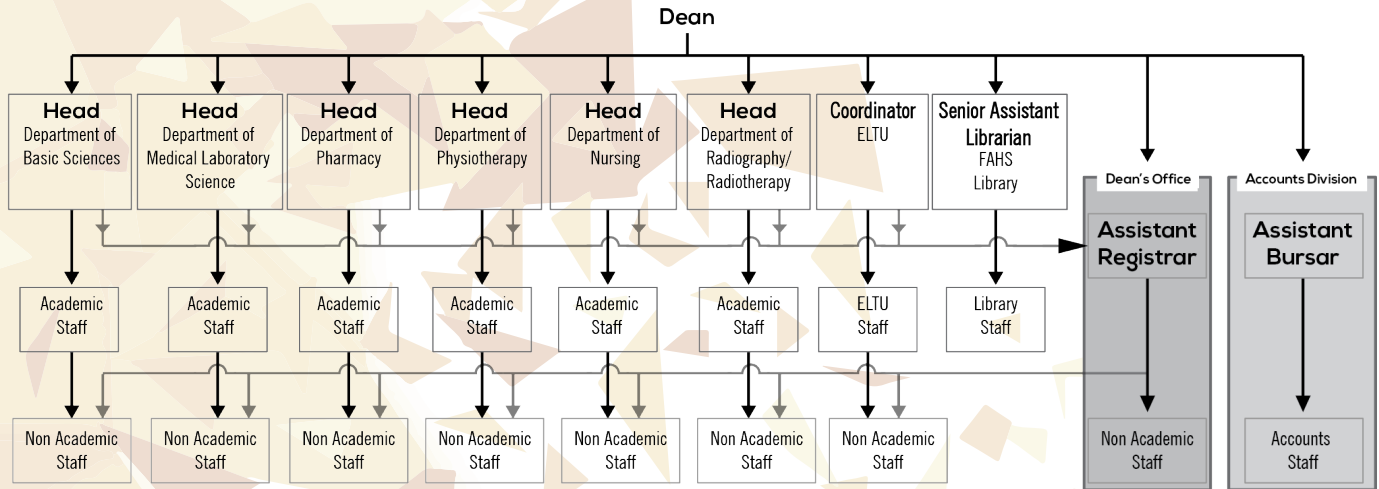 Dean
Head
Department of
Basic Sciences
Head
Department of
Medical Laboratory
Science
Head
Department of
Pharmacy
Head
Department of
Physiotherapy
Head
Department of
Nursing
Head
Department of
Radiography/
Radiotherapy
Coordinator
ELTU
Senior Assistant
Librarian
FAHS
Library
Dean's Office
Accounts Division
Assistant
Registrar
Assistant
Bursar
Academic
Staff
Academic
Staff
Academic
Staff
Academic
Staff
Academic
Staff
Academic
Staff
ELTU
Staff
Library
Staff
Non Academic
Staff
Non Academic
Staff
Non Academic
Staff
Non Academic
Staff
Non Academic
Staff
Non Academic
Staff
Non Academic
Staff
Non Academic
Staff
Accounts
Staff